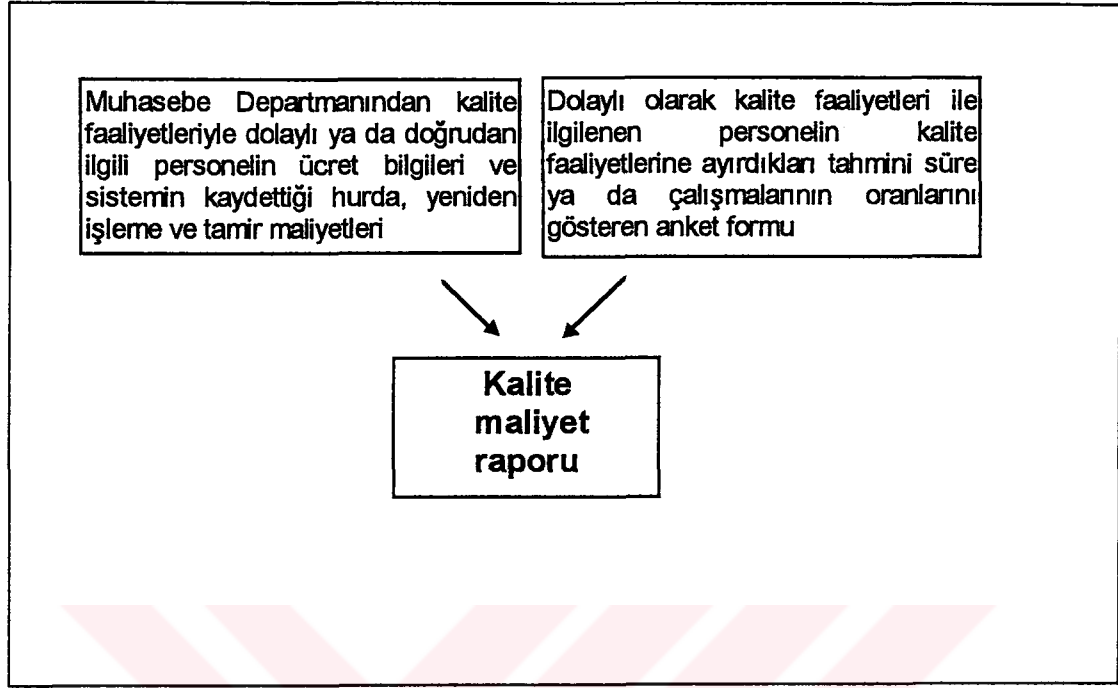 Muhasebe Departmanından kalite
faaliyetleriyle dolaylı ya da doğrudan
ilgili personelin ücret bilgileri ve
sistemin kaydettiği hurda, yeniden
işleme ve tamir maliyetleri
Dolaylı olarak kalite faaliyetleri ile
ilgilenen personelin kalite
faaliyetlerine ayırdıkları tahmini süre
ya da çalışmalarının oranlarını
gösteren anket formu
Kalite
maliyet
raporu